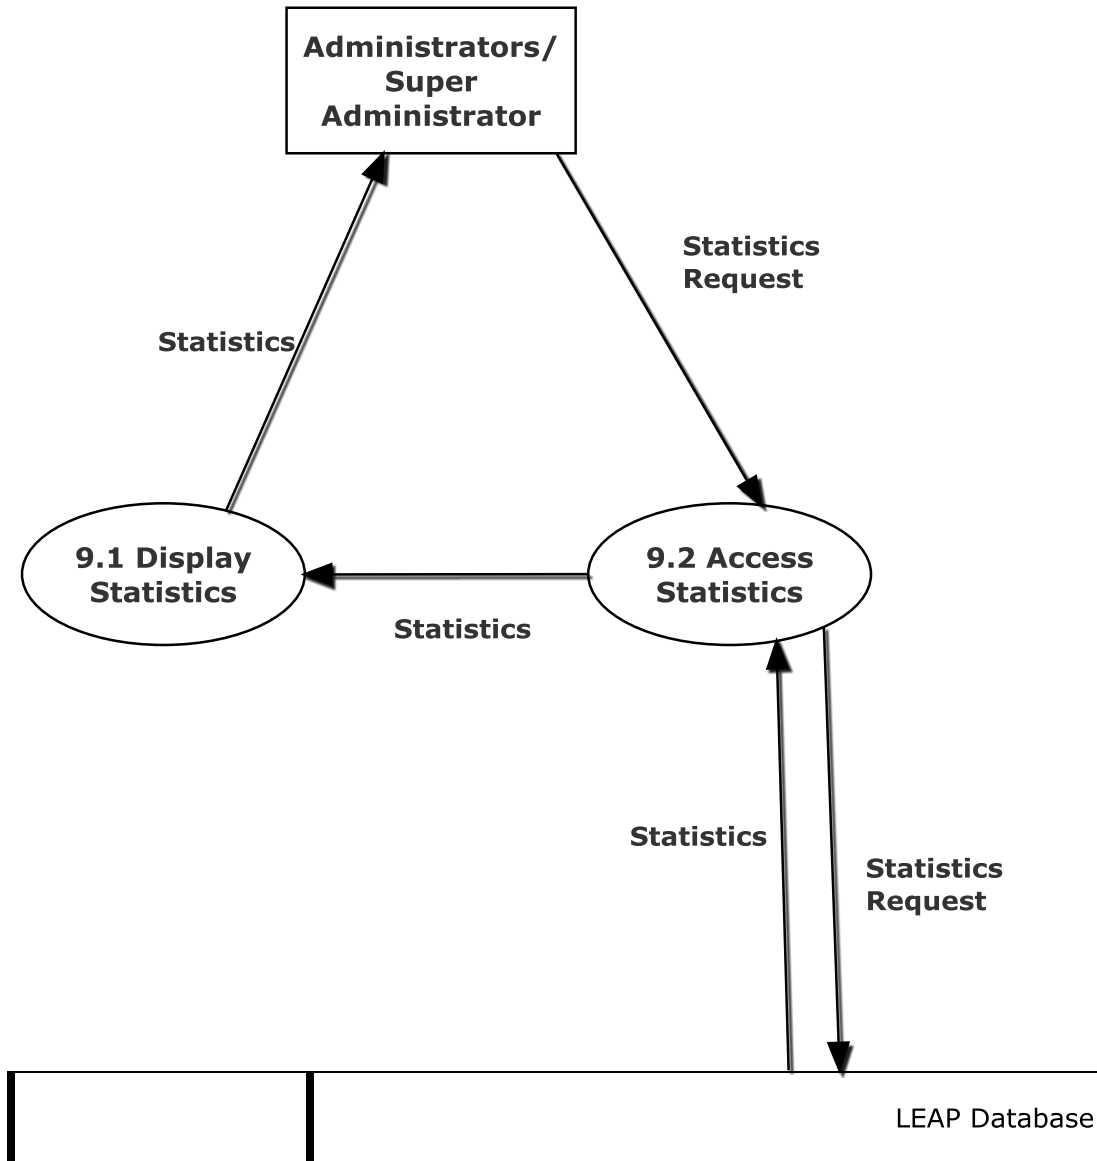 Administrators/
Super
Administrator
Statistics
Request
Statistics
9.1 Display
Statistics
9.2 Access
Statistics
Statistics
Statistics
Statistics
Request
LEAP Database